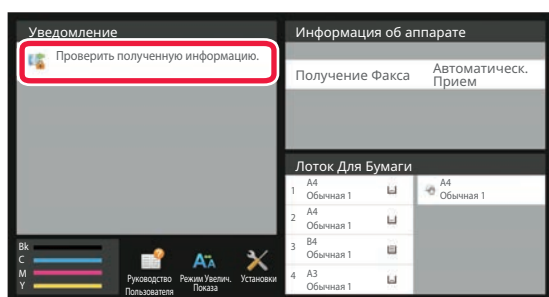 Уведомление
Проверить полученную информацию.
Информация об аппарате
Получение Факса
Автоматическ.
Прием
Лоток Для Бумаги
1 A4
Обычная 1
2 A4
Обычная 1
3 B4
Обычная 1
4 A3
Обычная 1
A4
Обычная 1
Bk
C
M
Y
Руководство
Пользователя
Режим Увелич.
Показа
Установки